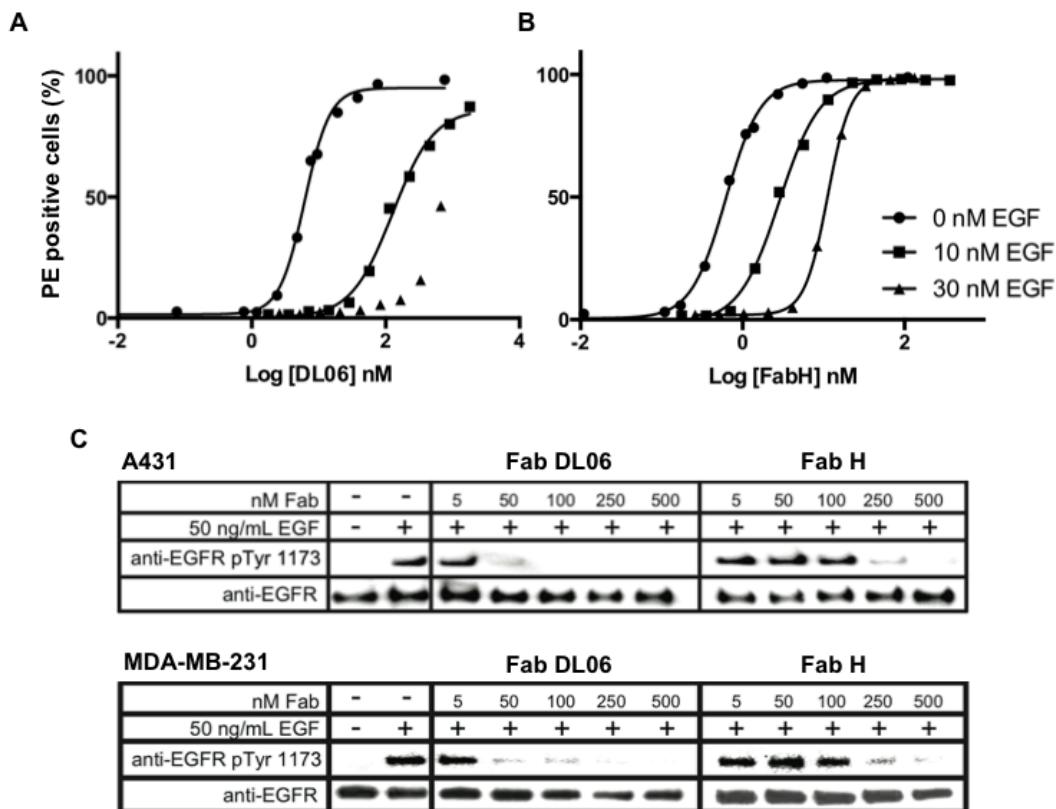 A
B
PE positive cells (%)
100
50
0
-2 0 2 4
Log [DL06] nM
100
50
0
-2 0 2
Log [FabH] nM
0 nM EGF
10 nM EGF
30 nM EGF
C
A431 Fab DL06 Fab H
nM Fab - - 5 50 100 250 500 5 50 100 250 500
50 ng/mL EGF - + + + + + + + + + + +
anti-EGFR pTyr 1173
anti-EGFR
MDA-MB-231 Fab DL06 Fab H
nM Fab - - 5 50 100 250 500 5 50 100 250 500
50 ng/mL EGF - + + + + + + + + + + +
anti-EGFR pTyr 1173
anti-EGFR